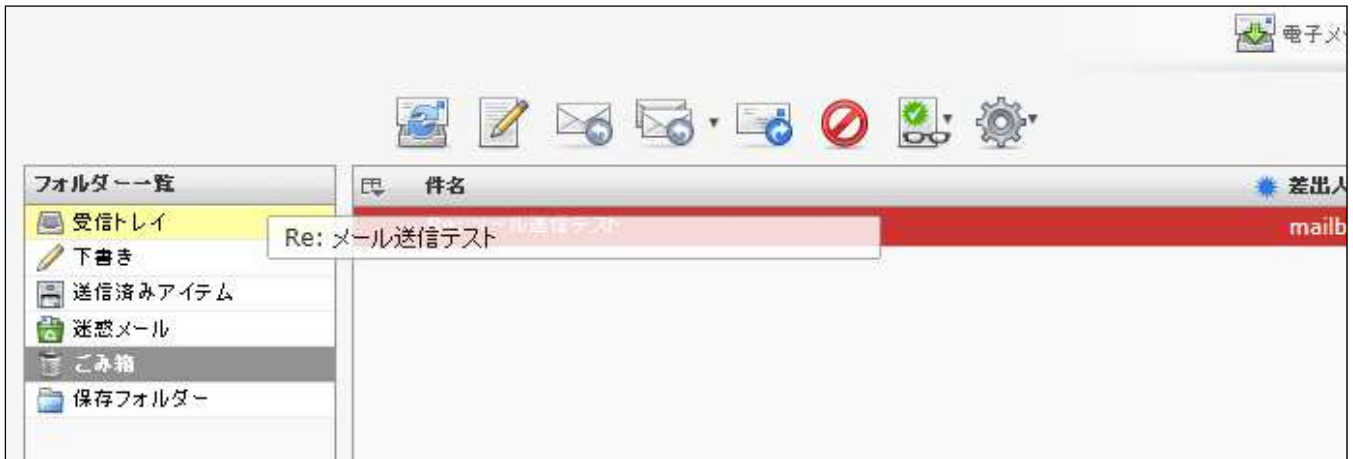 電子メ
フォルダー一覧
件名
差出人
受信トレイ
Re: メール送信テスト
mailb
下書き
送信済みアイテム
迷惑メール
ごみ箱
保存フォルダー